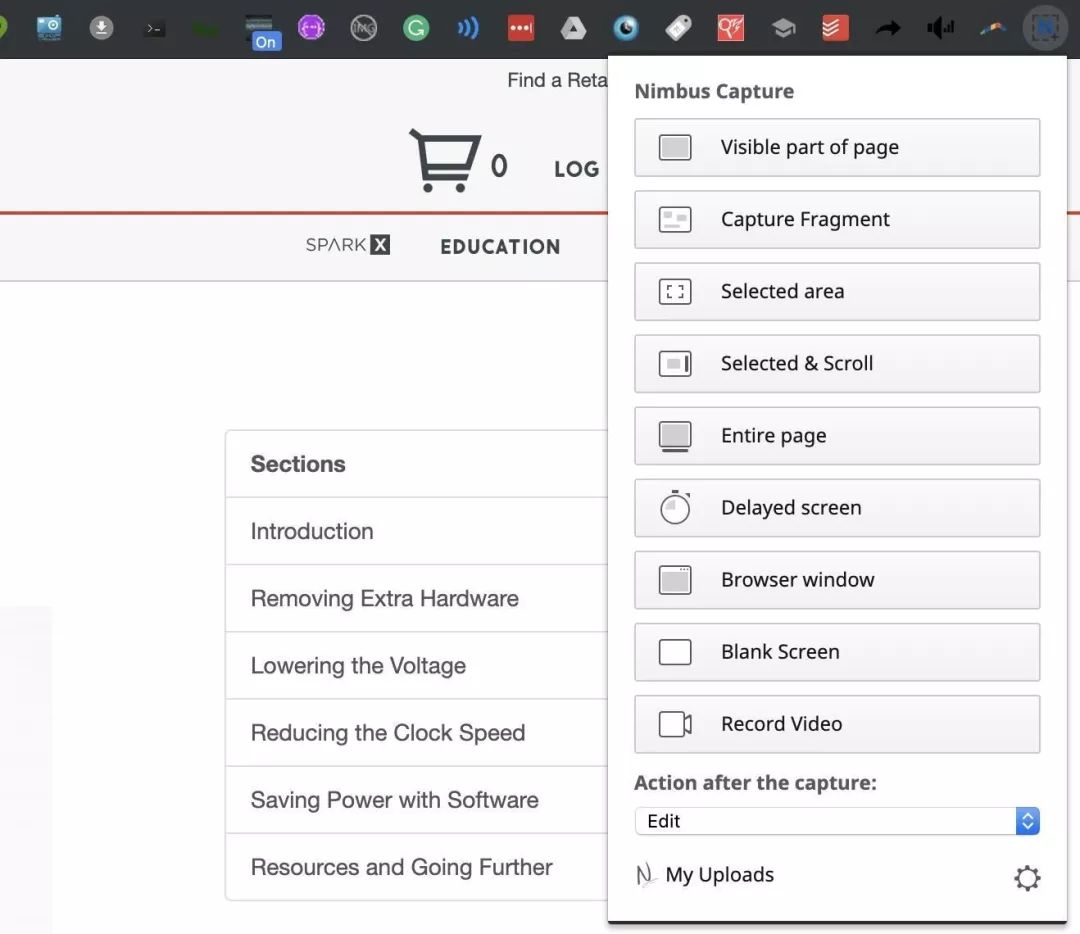 On
Find a Reta
0
LOG
SPARK X
EDUCATION
Sections
Introduction
Removing Extra Hardware
Lowering the Voltage
Reducing the Clock Speed
Saving Power with Software
Resources and Going Further
Nimbus Capture
Visible part of page
Capture Fragment
Selected area
Selected & Scroll
Entire page
Delayed screen
Browser window
Blank Screen
Record Video
Action after the capture:
Edit
My Uploads